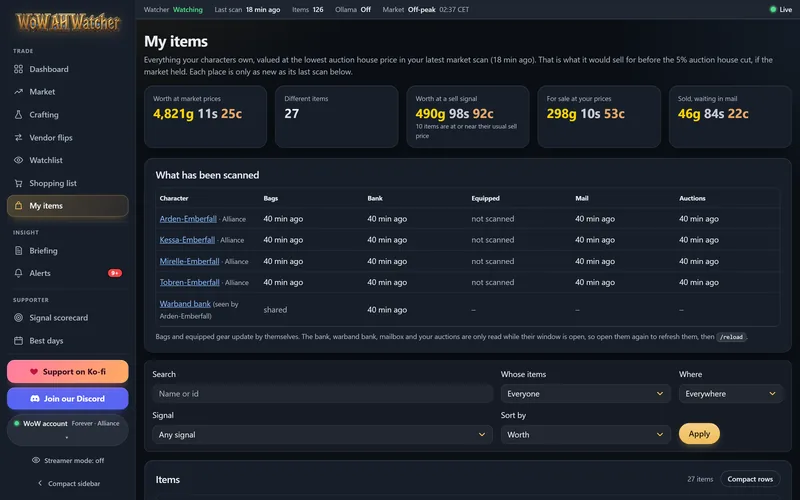 WoW AH Watcher
Watcher Watching Last scan 18 min ago Items 126 Ollama Off Market Off-peak 02:37 CET
Live
TRADE
Dashboard
Market
Crafting
Vendor flips
Watchlist
Shopping list
My items
INSIGHT
Briefing
Alerts 9+
SUPPORTER
Signal scorecard
Best days
Support on Ko-fi
Join our Discord
WoW account Forever · Alliance
Streamer mode: off
Compact sidebar
My items
Everything your characters own, valued at the lowest auction house price in your latest market scan (18 min ago). That is what it would sell for before the 5% auction house cut, if the
market held. Each place is only as new as its last scan below.
Worth at market prices
4,821g 11s 25c
Different items
27
Worth at a sell signal
490g 98s 92c
10 items are at or near their usual sell
price
For sale at your prices
298g 10s 53c
Sold, waiting in mail
46g 84s 22c
What has been scanned
Character Bags Bank Equipped Mail Auctions
Arden-Emberfall · Alliance 40 min ago 40 min ago not scanned 40 min ago 40 min ago
Kessa-Emberfall · Alliance 40 min ago 40 min ago not scanned 40 min ago 40 min ago
Mirelle-Emberfall · Alliance 40 min ago 40 min ago not scanned 40 min ago 40 min ago
Tobren-Emberfall · Alliance 40 min ago 40 min ago not scanned 40 min ago 40 min ago
Warband bank (seen by
Arden-Emberfall) shared 40 min ago – – –
Bags and equipped gear update by themselves. The bank, warband bank, mailbox and your auctions are only read while their window is open, so open them again to refresh them, then /reload.
Search
Name or id
Whose items
Everyone
Where
Everywhere
Signal
Any signal
Sort by
Worth
Apply
Items
27 items
Compact rows